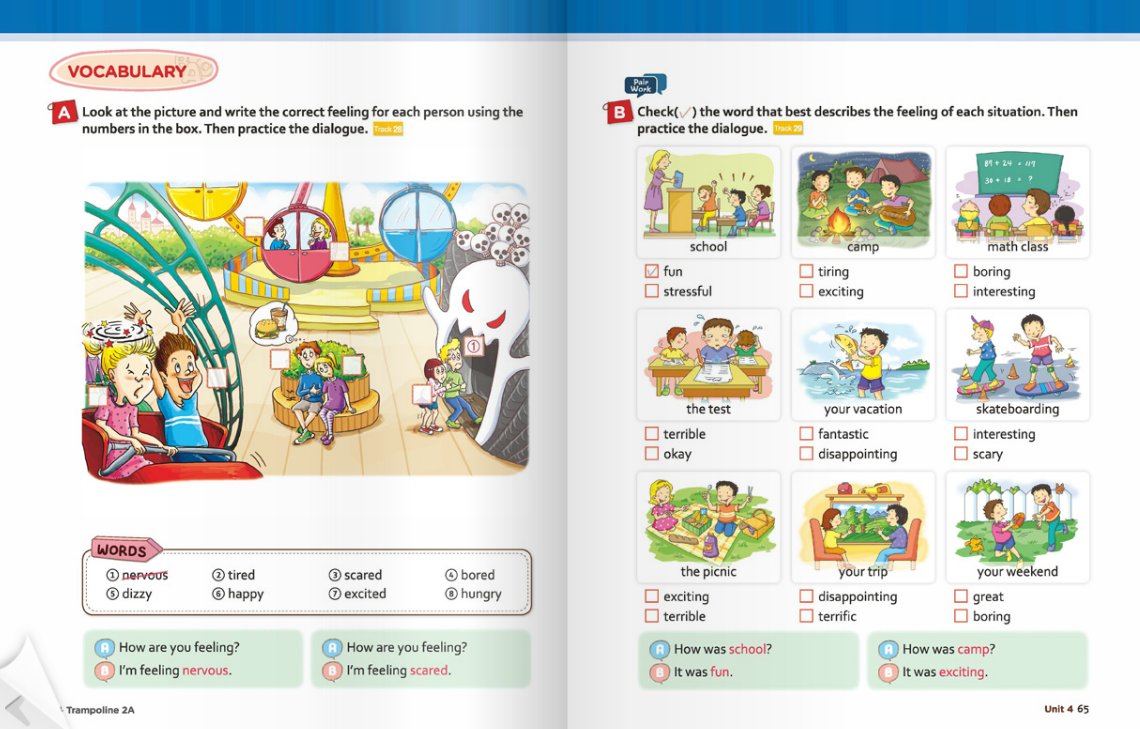 VOCABULARY
A Look at the picture and write the correct feeling for each person using the
numbers in the box. Then practice the dialogue. Track 28
①
WORDS
① nervous ② tired ③ scared ④ bored
⑤ dizzy ⑥ happy ⑦ excited ⑧ hungry
A How are you feeling?
B I'm feeling nervous.
A How are you feeling?
B I'm feeling scared.
Trampoline 2A
Pair
Work
B Check(✓) the word that best describes the feeling of each situation. Then
practice the dialogue. Track 29
school
fun
stressful
camp
tiring
exciting
89 + 24 = 117
30 + 18 = ?
math class
boring
interesting
the test
terrible
okay
your vacation
fantastic
disappointing
skateboarding
interesting
scary
the picnic
exciting
terrible
your trip
disappointing
terrific
your weekend
great
boring
A How was school?
B It was fun.
A How was camp?
B It was exciting.
Unit 4 65